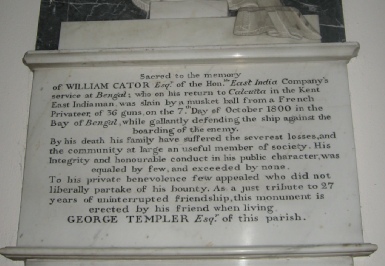 Sacred to the memory
of WILLIAM CATOR Esqr. of the Honble. East India Company's
service at Bengal; who on his return to Calcutta in the Kent
East Indiaman, was slain by a musket ball from a French
Privateer of 36 guns, on the 7th Day of October 1800 in the
Bay of Bengal, while gallantly defending the ship against the
boarding of the enemy.
By his death his family have suffered the severest losses, and
the community at large an useful member of society. His
Integrity and honourable conduct in his public character, was
equaled by few, and exceeded by none.
To his private benevolence few appealed who did not
liberally partake of his bounty. As a just tribute to 27
years of uninterrupted friendship, this monument is
erected by his friend when living.
GEORGE TEMPLER Esqr. of this parish.